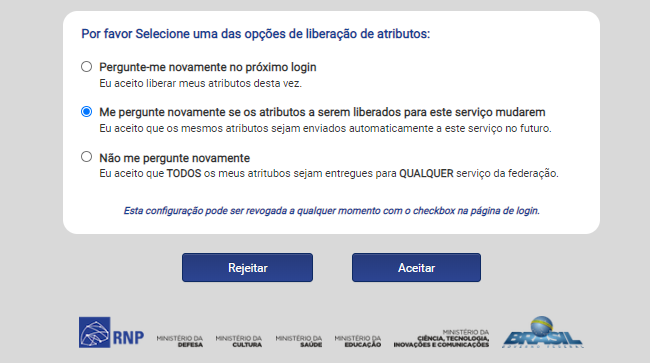 Por favor Selecione uma das opções de liberação de atributos:
Pergunte-me novamente no próximo login
Eu aceito liberar meus atributos desta vez.
Me pergunte novamente se os atributos a serem liberados para este serviço mudarem
Eu aceito que os mesmos atributos sejam enviados automaticamente a este serviço no futuro.
Não me pergunte novamente
Eu aceito que TODOS os meus atritubos sejam entregues para QUALQUER serviço da federação.
Esta configuração pode ser revogada a qualquer momento com o checkbox na página de login.
Rejeitar
Aceitar
RNP
MINISTÉRIO DA
DEFESA
MINISTÉRIO DA
CULTURA
MINISTÉRIO DA
SAÚDE
MINISTÉRIO DA
EDUCAÇÃO
MINISTÉRIO DA
CIÊNCIA, TECNOLOGIA,
INOVAÇÕES E COMUNICAÇÕES
BRASIL
GOVERNO FEDERAL